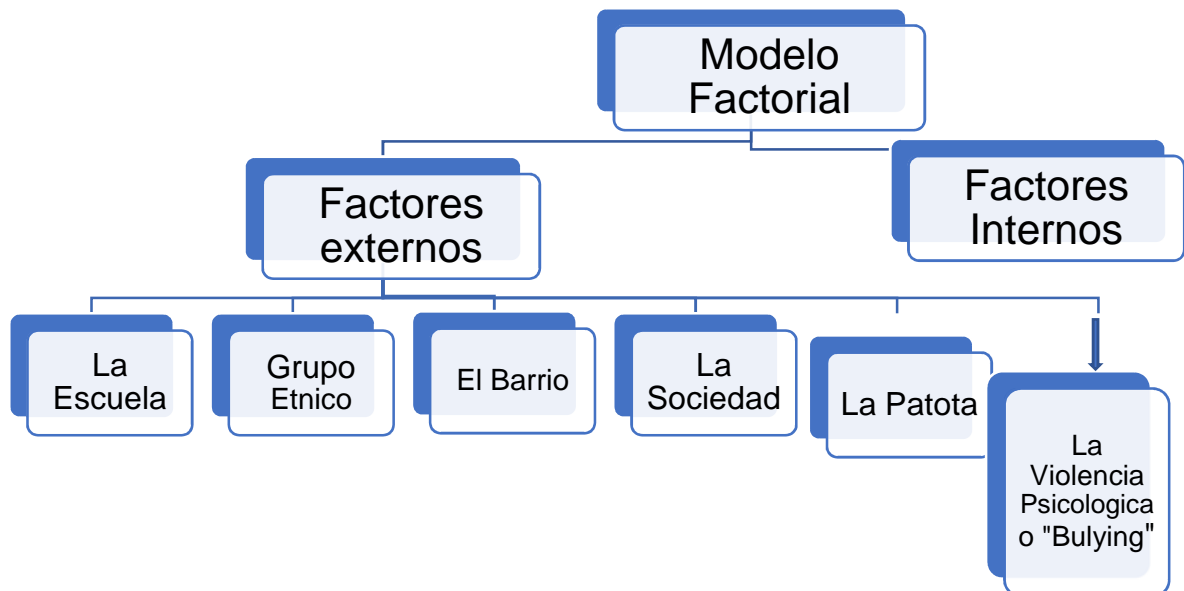 Modelo
Factorial
Factores
externos
Factores
Internos
La
Escuela
Grupo
Etnico
El Barrio
La
Sociedad
La Patota
La
Violencia
Psicologica
o "Bulying"